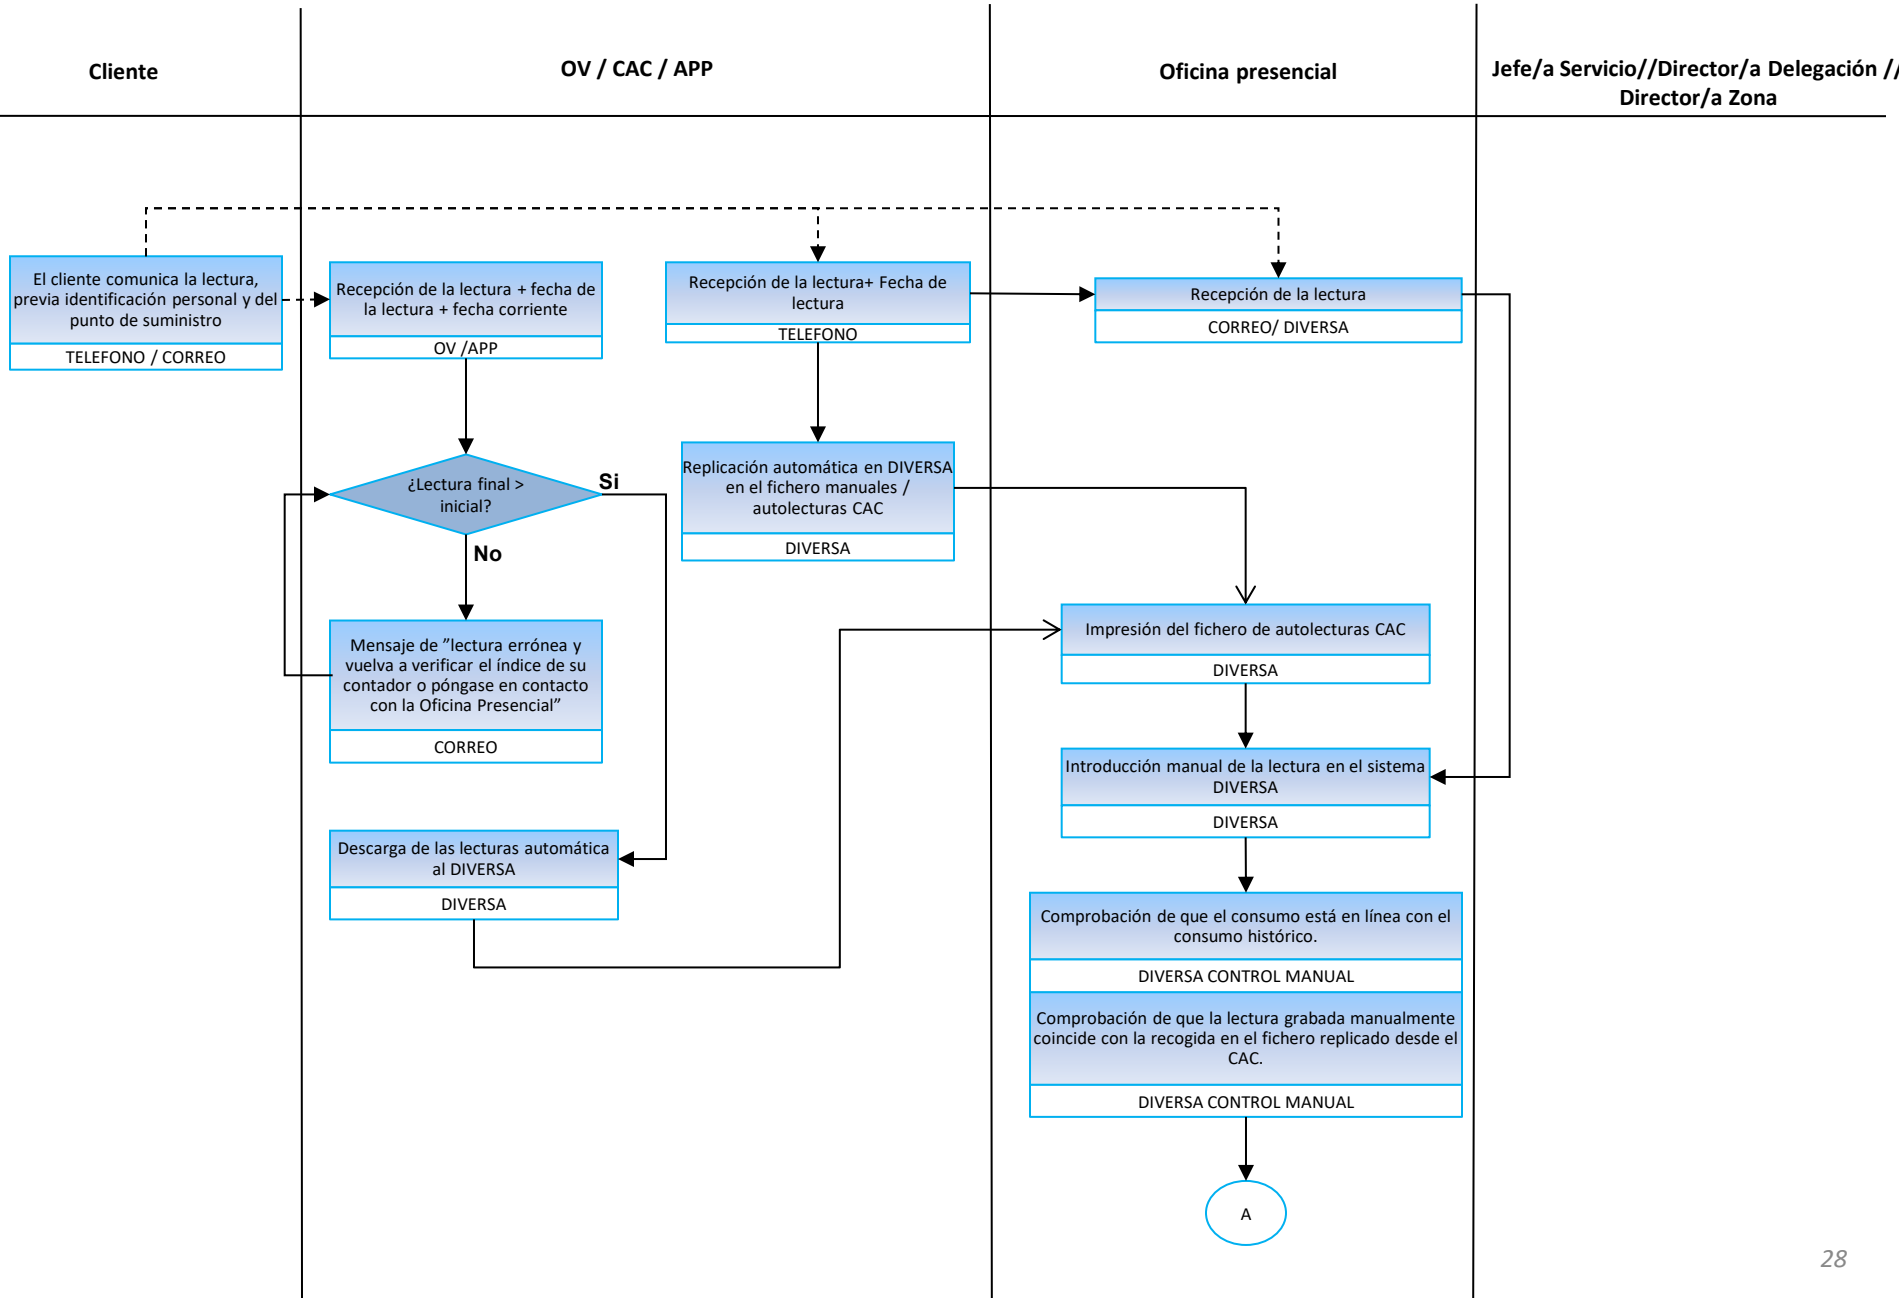 Cliente
OV / CAC / APP
Oficina presencial
Jefe/a Servicio//Director/a Delegación //
Director/a Zona
El cliente comunica la lectura,
previa identificación personal y del
punto de suministro
TELEFONO / CORREO
Recepción de la lectura + fecha de
la lectura + fecha corriente
OV /APP
Recepción de la lectura+ Fecha de
lectura
TELEFONO
Recepción de la lectura
CORREO/ DIVERSA
¿Lectura final >
inicial?
Si
No
Replicación automática en DIVERSA
en el fichero manuales /
autolecturas CAC
DIVERSA
Mensaje de ”lectura errónea y
vuelva a verificar el índice de su
contador o póngase en contacto
con la Oficina Presencial”
CORREO
Impresión del fichero de autolecturas CAC
DIVERSA
Introducción manual de la lectura en el sistema
DIVERSA
DIVERSA
Descarga de las lecturas automática
al DIVERSA
DIVERSA
Comprobación de que el consumo está en línea con el
consumo histórico.
DIVERSA CONTROL MANUAL
Comprobación de que la lectura grabada manualmente
coincide con la recogida en el fichero replicado desde el
CAC.
DIVERSA CONTROL MANUAL
A
28